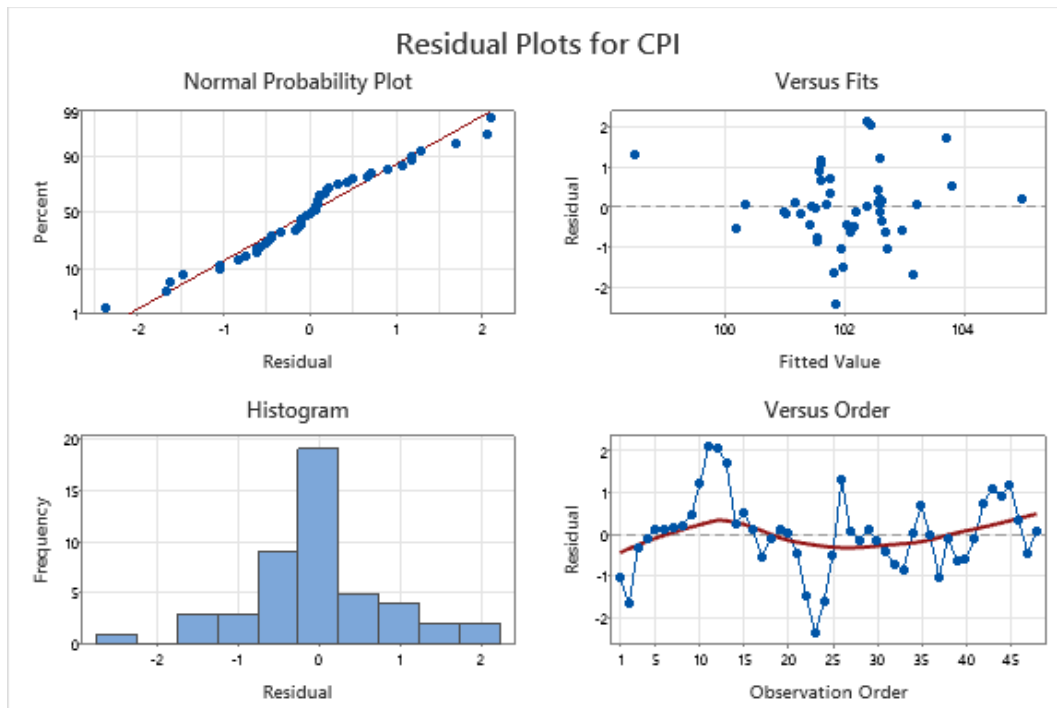 Residual Plots for CPI
Normal Probability Plot
99
90
50
10
1
Percent
-2 -1 0 1 2
Residual
Versus Fits
2
1
0
-1
-2
Residual
100 102 104
Fitted Value
Histogram
20
15
10
5
0
Frequency
-2 -1 0 1 2
Residual
Versus Order
2
1
0
-1
-2
Residual
1 5 10 15 20 25 30 35 40 45
Observation Order